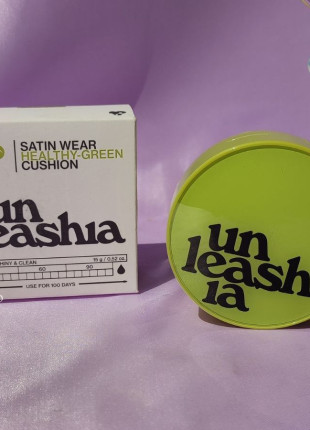 SATIN WEAR
HEALTHY-GREEN
CUSHION
un
leashia
SHINY & CLEAN
15 g / 0.52 oz.
60
90
USE FOR 100 DAYS
un
leash
ia